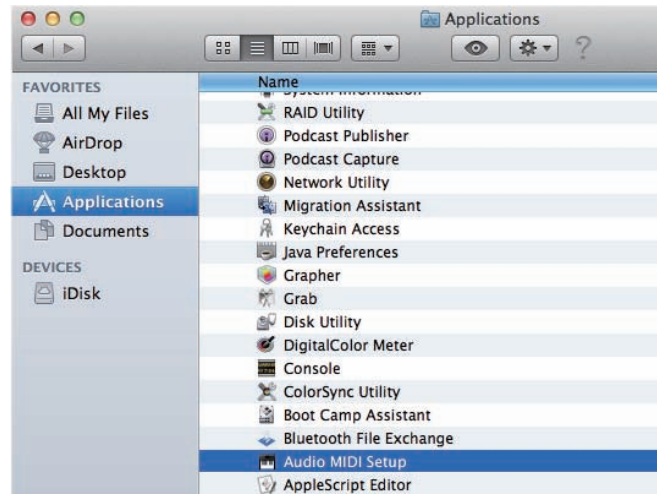 Applications
?
FAVORITES
All My Files
AirDrop
Desktop
Applications
Documents
DEVICES
iDisk
Name
System Information
RAID Utility
Podcast Publisher
Podcast Capture
Network Utility
Migration Assistant
Keychain Access
Java Preferences
Grapher
Grab
Disk Utility
DigitalColor Meter
Console
ColorSync Utility
Boot Camp Assistant
Bluetooth File Exchange
Audio MIDI Setup
AppleScript Editor